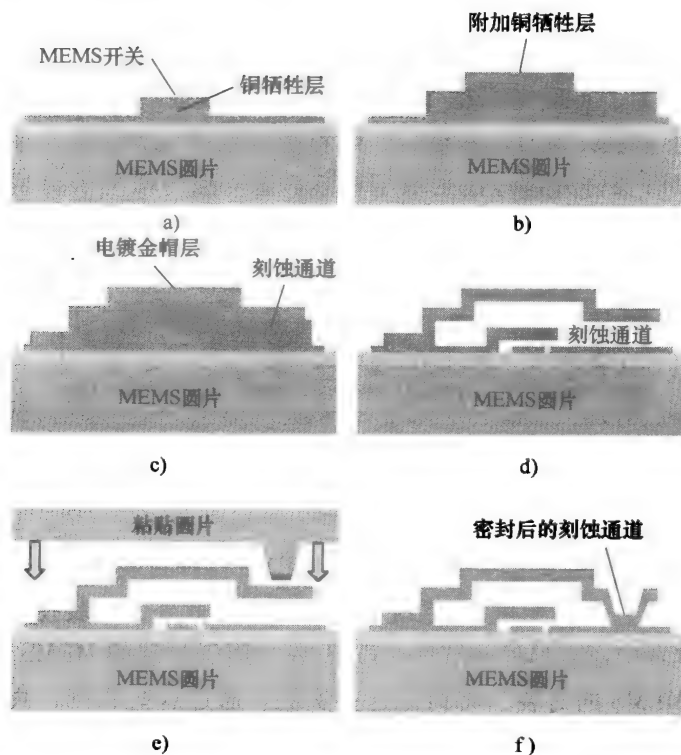 MEMS开关
铜牺牲层
MEMS圆片
a)
附加铜牺牲层
MEMS圆片
b)
电镀金帽层
刻蚀通道
MEMS圆片
c)
刻蚀通道
MEMS圆片
d)
粘贴圆片
MEMS圆片
e)
密封后的刻蚀通道
MEMS圆片
f)